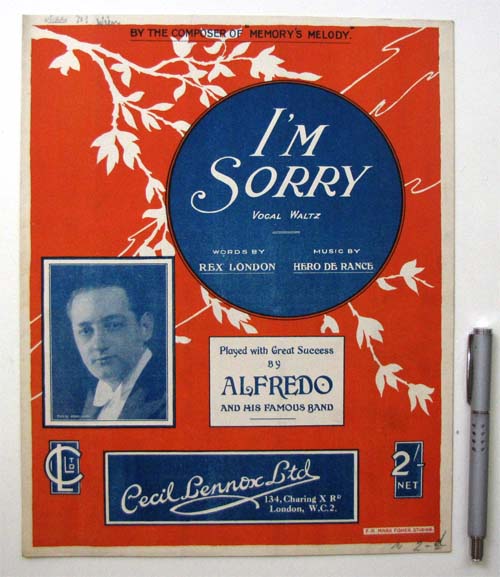 BY THE COMPOSER OF "MEMORY'S MELODY."
I'M
SORRY
VOCAL WALTZ
WORDS BY
REX LONDON
MUSIC BY
HERO DE RANCE
Played with Great Success
BY
ALFREDO
AND HIS FAMOUS BAND
CL
LTD
Cecil Lennox Ltd
134, Charing X Rd
London, W.C.2.
2/-
NET